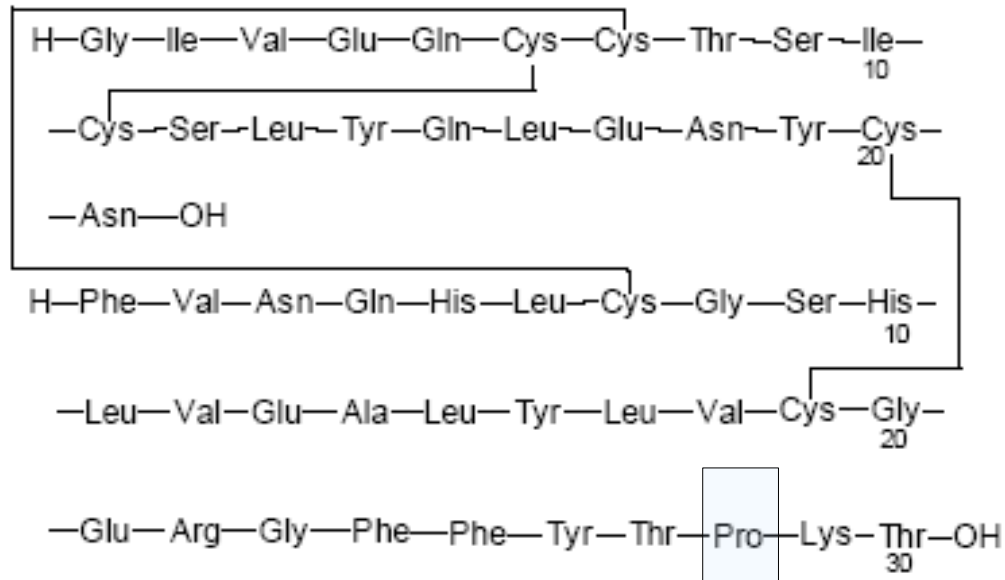 H—Gly—Ile—Val—Glu—Gln—Cys—Cys—Thr—Ser—Ile—
10
—Cys—Ser—Leu—Tyr—Gln—Leu—Glu—Asn—Tyr—Cys—
20
—Asn—OH
H—Phe—Val—Asn—Gln—His—Leu—Cys—Gly—Ser—His—
10
—Leu—Val—Glu—Ala—Leu—Tyr—Leu—Val—Cys—Gly—
20
—Glu—Arg—Gly—Phe—Phe—Tyr—Thr—Pro—Lys—Thr—OH
30